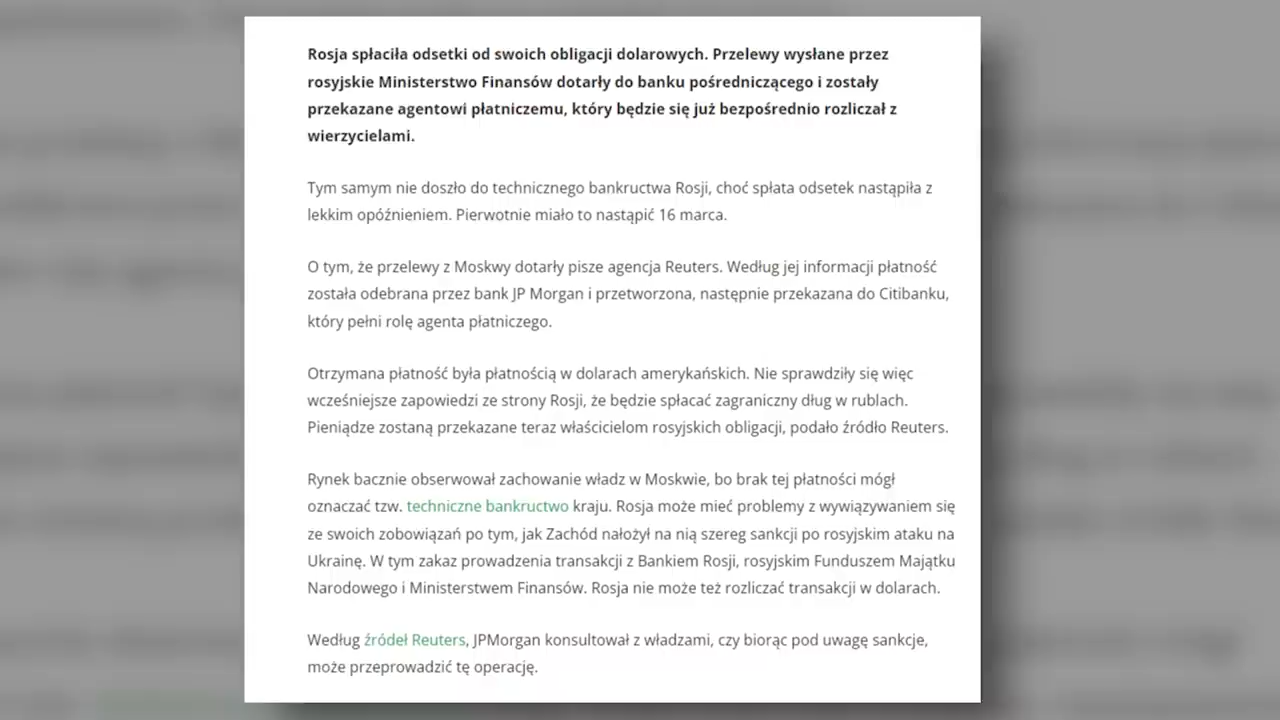 Rosja spłaciła odsetki od swoich obligacji dolarowych. Przelewy wysłane przez
rosyjskie Ministerstwo Finansów dotarły do banku pośredniczącego i zostały
przekazane agentowi płatniczemu, który będzie się już bezpośrednio rozliczał z
wierzycielami.
Tym samym nie doszło do technicznego bankructwa Rosji, choć spłata odsetek nastąpiła z
lekkim opóźnieniem. Pierwotnie miało to nastąpić 16 marca.
O tym, że przelewy z Moskwy dotarły pisze agencja Reuters. Według jej informacji płatność
została odebrana przez bank JP Morgan i przetworzona, następnie przekazana do Citibanku,
który pełni rolę agenta płatniczego.
Otrzymana płatność była płatnością w dolarach amerykańskich. Nie sprawdziły się więc
wcześniejsze zapowiedzi ze strony Rosji, że będzie spłacać zagraniczny dług w rublach.
Pieniądze zostaną przekazane teraz właścicielom rosyjskich obligacji, podało źródło Reuters.
Rynek bacznie obserwował zachowanie władz w Moskwie, bo brak tej płatności mógł
oznaczać tzw. techniczne bankructwo kraju. Rosja może mieć problemy z wywiązywaniem się
ze swoich zobowiązań po tym, jak Zachód nałożył na nią szereg sankcji po rosyjskim ataku na
Ukrainę. W tym zakaz prowadzenia transakcji z Bankiem Rosji, rosyjskim Funduszem Majątku
Narodowego i Ministerstwem Finansów. Rosja nie może też rozliczać transakcji w dolarach.
Według źródeł Reuters, JPMorgan konsultował z władzami, czy biorąc pod uwagę sankcje,
może przeprowadzić tę operację.